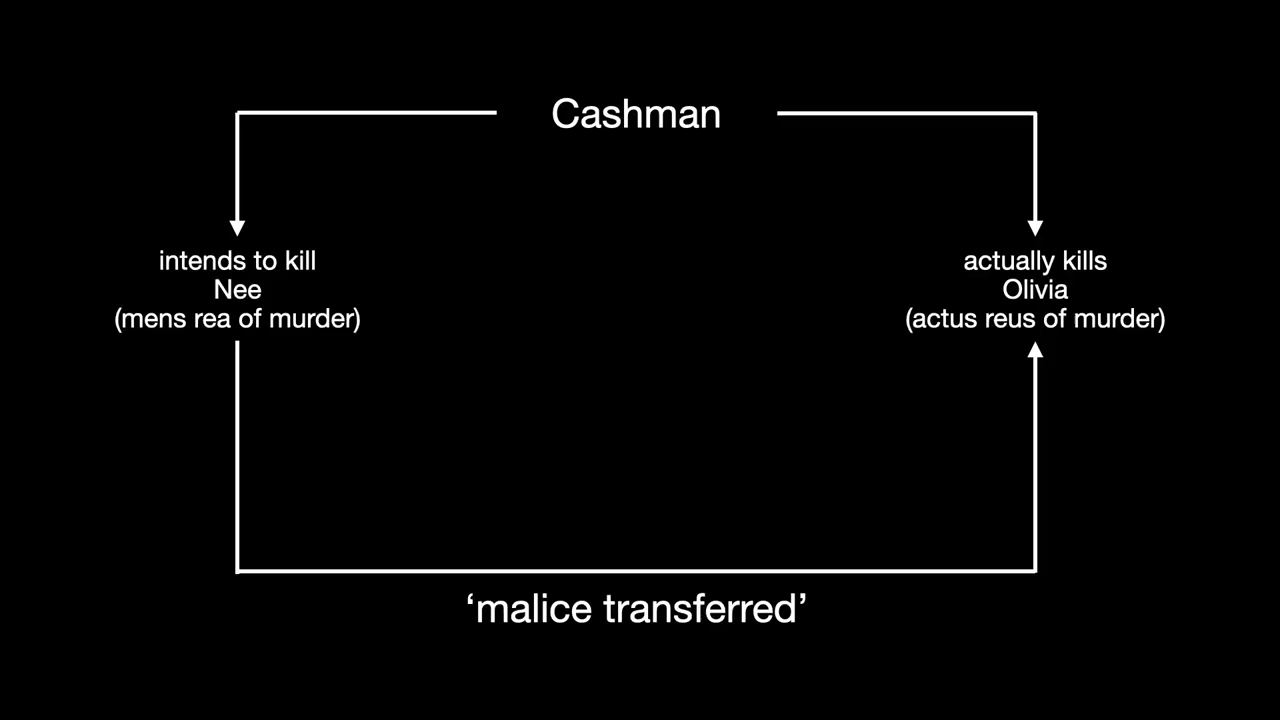 Cashman
intends to kill
Nee
(mens rea of murder)
actually kills
Olivia
(actus reus of murder)
‘malice transferred’